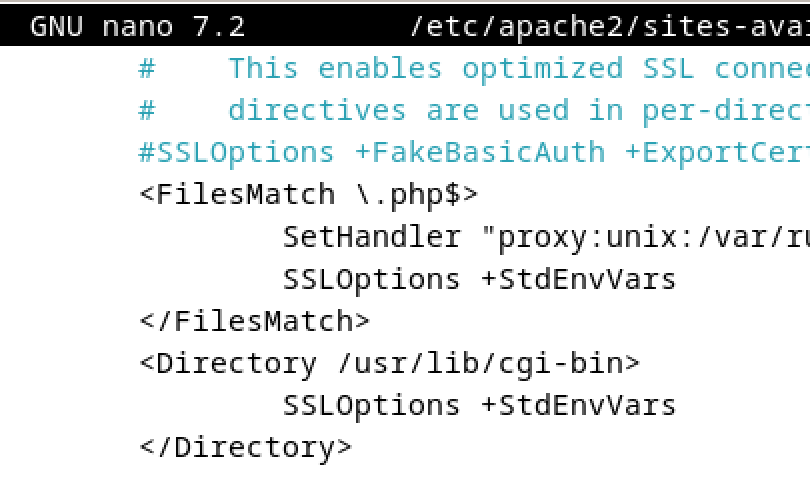 GNU nano 7.2 /etc/apache2/sites-avai
# This enables optimized SSL connec
# directives are used in per-direct
#SSLOptions +FakeBasicAuth +ExportCert
<FilesMatch \.php$>
SetHandler "proxy:unix:/var/ru
SSLOptions +StdEnvVars
</FilesMatch>
<Directory /usr/lib/cgi-bin>
SSLOptions +StdEnvVars
</Directory>